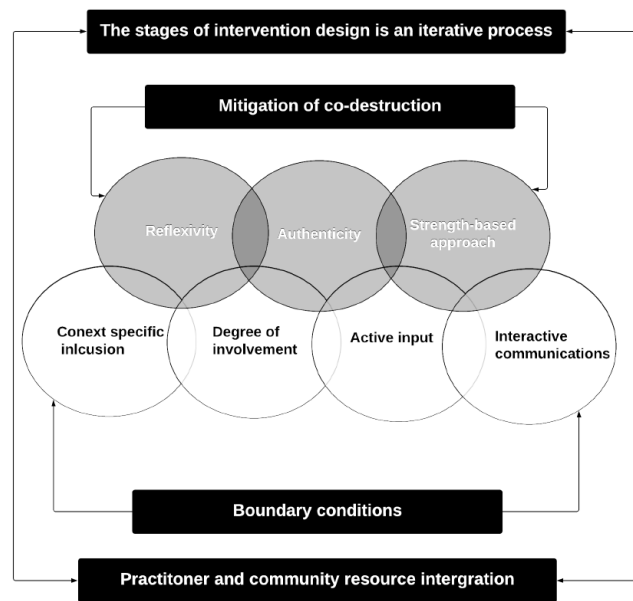 The stages of intervention design is an iterative process
Mitigation of co-destruction
Reflexivity
Authenticity
Strength-based
approach
Conext specific
inlcusion
Degree of
involvement
Active input
Interactive
communications
Boundary conditions
Practitoner and community resource intergration